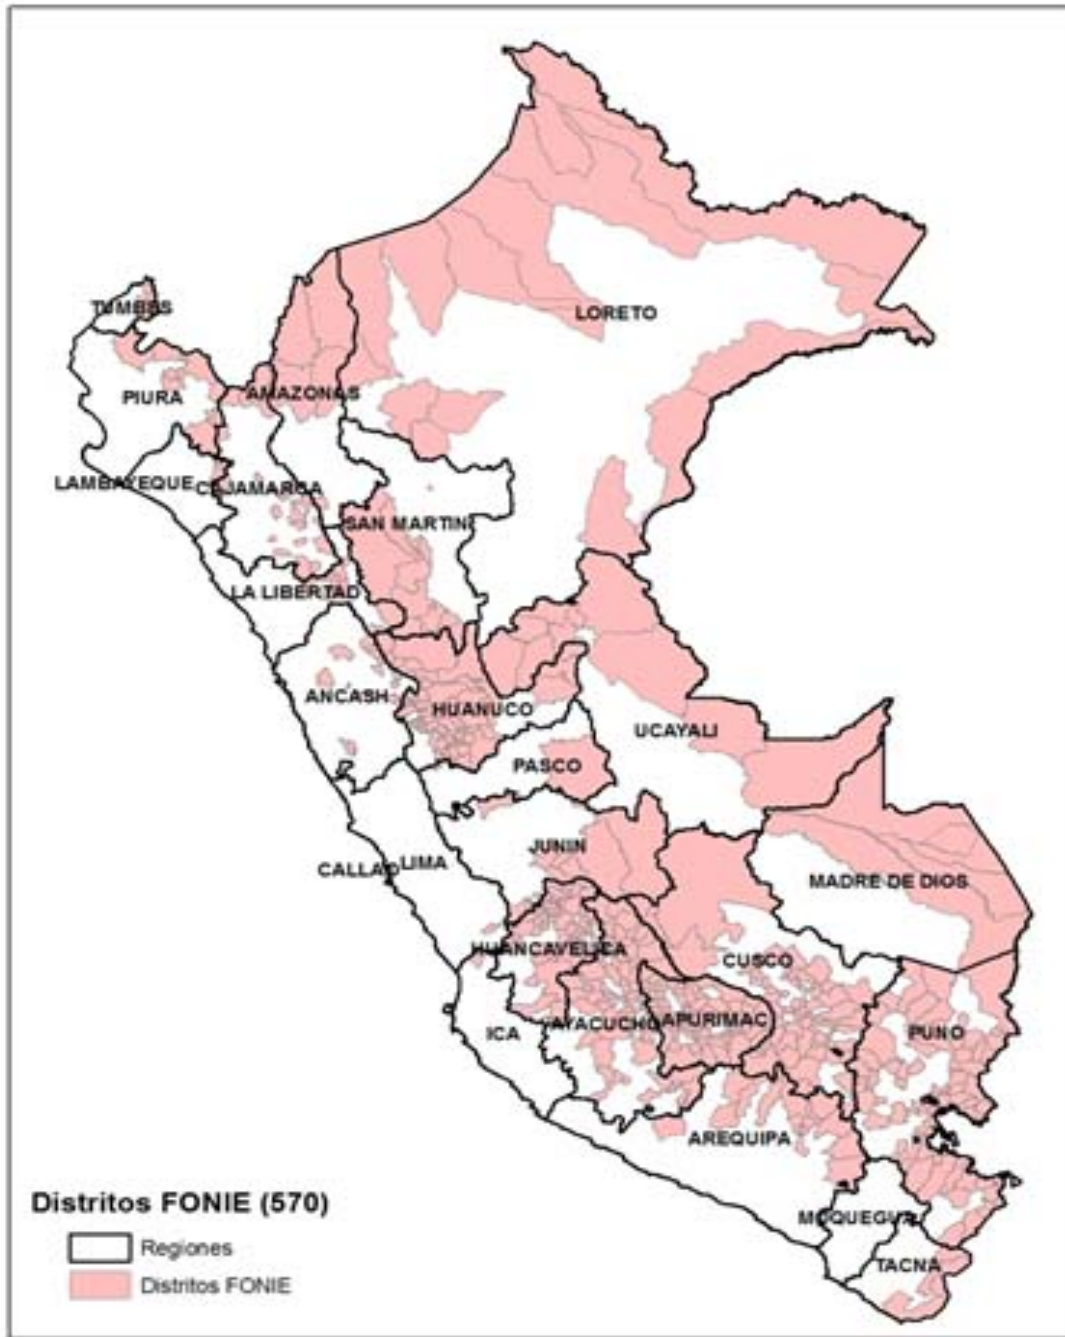 LORETO
TUMBES
PIURA
AMAZONAS
LAMBAYEQUE
CAJAMARCA
SAN MARTIN
LA LIBERTAD
ANCASH
HUANUCO
UCAYALI
PASCO
JUNIN
CALLAO
LIMA
MADRE DE DIOS
HUANCAVELICA
CUSCO
ICA
AYACUCHO
APURIMAC
PUNO
AREQUIPA
MOQUEGUA
TACNA
Distritos FONIE (570)
Regiones
Distritos FONIE